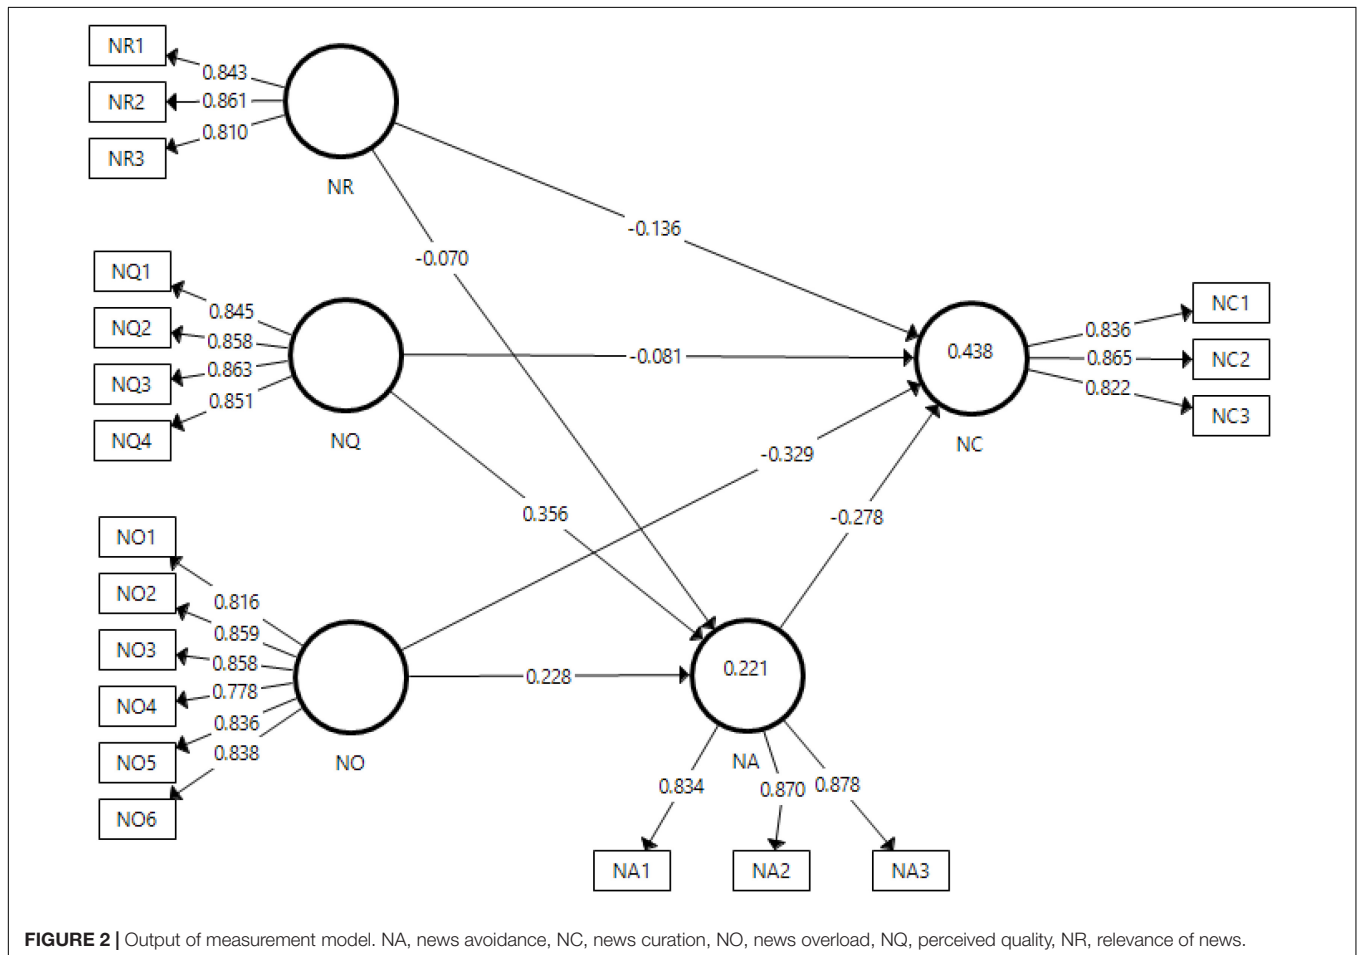 NR1
0.843
NR2
0.861
NR3
0.810
NR
-0.136
-0.070
NQ1
0.845
NQ2
0.858
NQ3
0.863
NQ4
0.851
NQ
-0.081
0.438
NC
NC1
0.836
NC2
0.865
NC3
0.822
-0.329
0.356
-0.278
NO1
0.816
NO2
0.859
NO3
0.858
NO4
0.778
NO5
0.836
NO6
0.838
NO
0.228
0.221
NA
0.834
0.870
0.878
NA1
NA2
NA3
FIGURE 2 | Output of measurement model. NA, news avoidance, NC, news curation, NO, news overload, NQ, perceived quality, NR, relevance of news.